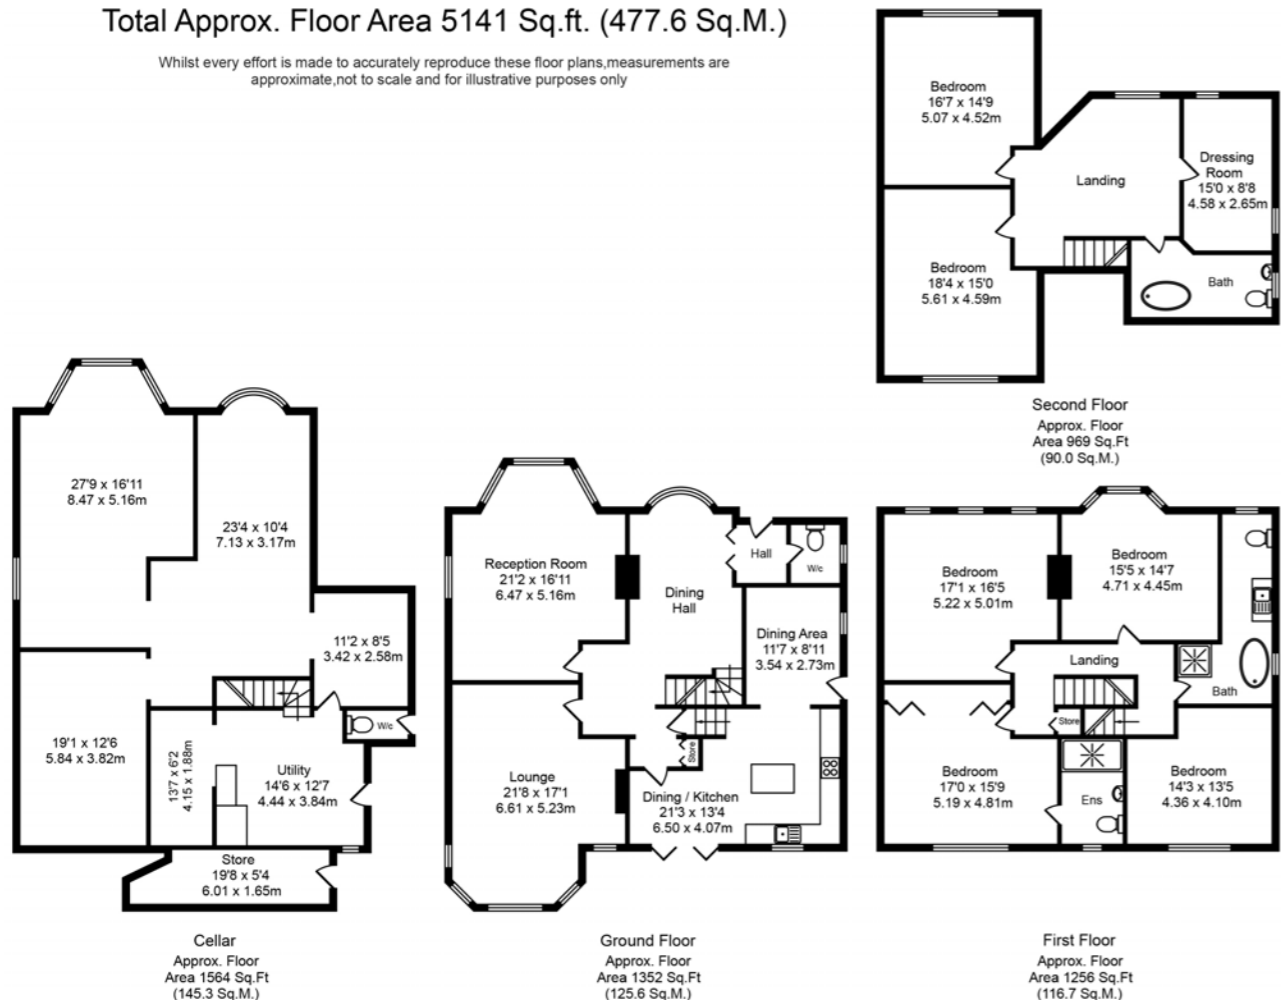 Total Approx. Floor Area 5141 Sq.ft. (477.6 Sq.M.)
Whilst every effort is made to accurately reproduce these floor plans,measurements are
approximate,not to scale and for illustrative purposes only
Bedroom
16'7 x 14'9
5.07 x 4.52m
Landing
Dressing
Room
15'0 x 8'8
4.58 x 2.65m
Bedroom
18'4 x 15'0
5.61 x 4.59m
Bath
Second Floor
Approx. Floor
Area 969 Sq.Ft
(90.0 Sq.M.)
27'9 x 16'11
8.47 x 5.16m
23'4 x 10'4
7.13 x 3.17m
11'2 x 8'5
3.42 x 2.58m
W/c
19'1 x 12'6
5.84 x 3.82m
13'7 x 6'2
4.15 x 1.88m
Utility
14'6 x 12'7
4.44 x 3.84m
Store
19'8 x 5'4
6.01 x 1.65m
Cellar
Approx. Floor
Area 1564 Sq.Ft
(145.3 Sq.M.)
Reception Room
21'2 x 16'11
6.47 x 5.16m
Dining
Hall
Hall
W/c
Dining Area
11'7 x 8'11
3.54 x 2.73m
Store
Lounge
21'8 x 17'1
6.61 x 5.23m
Dining / Kitchen
21'3 x 13'4
6.50 x 4.07m
Ground Floor
Approx. Floor
Area 1352 Sq.Ft
(125.6 Sq.M.)
Bedroom
17'1 x 16'5
5.22 x 5.01m
Bedroom
15'5 x 14'7
4.71 x 4.45m
Landing
Bath
Store
Bedroom
17'0 x 15'9
5.19 x 4.81m
Ens
Bedroom
14'3 x 13'5
4.36 x 4.10m
First Floor
Approx. Floor
Area 1256 Sq.Ft
(116.7 Sq.M.)